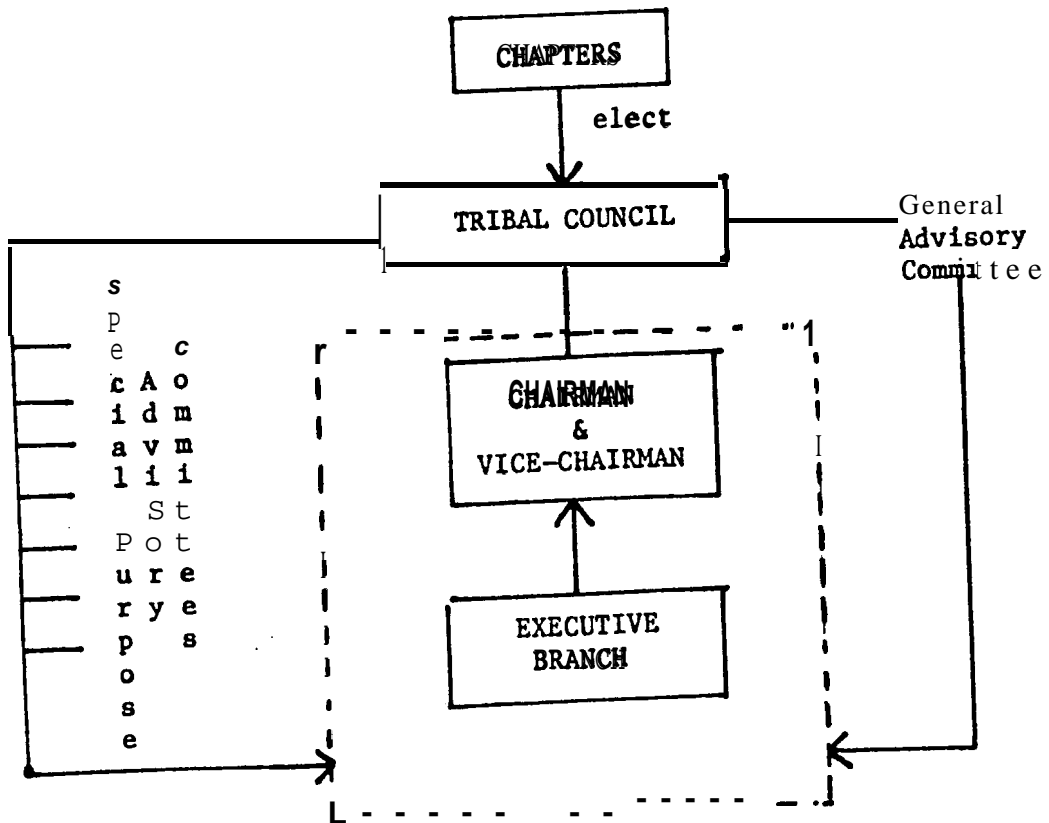 CHAPTERS
elect
TRIBAL COUNCIL
General
Advisory
Committee
special Purpose
AdviSory
committees
CHAIRMAN
&
VICE-CHAIRMAN
EXECUTIVE
BRANCH